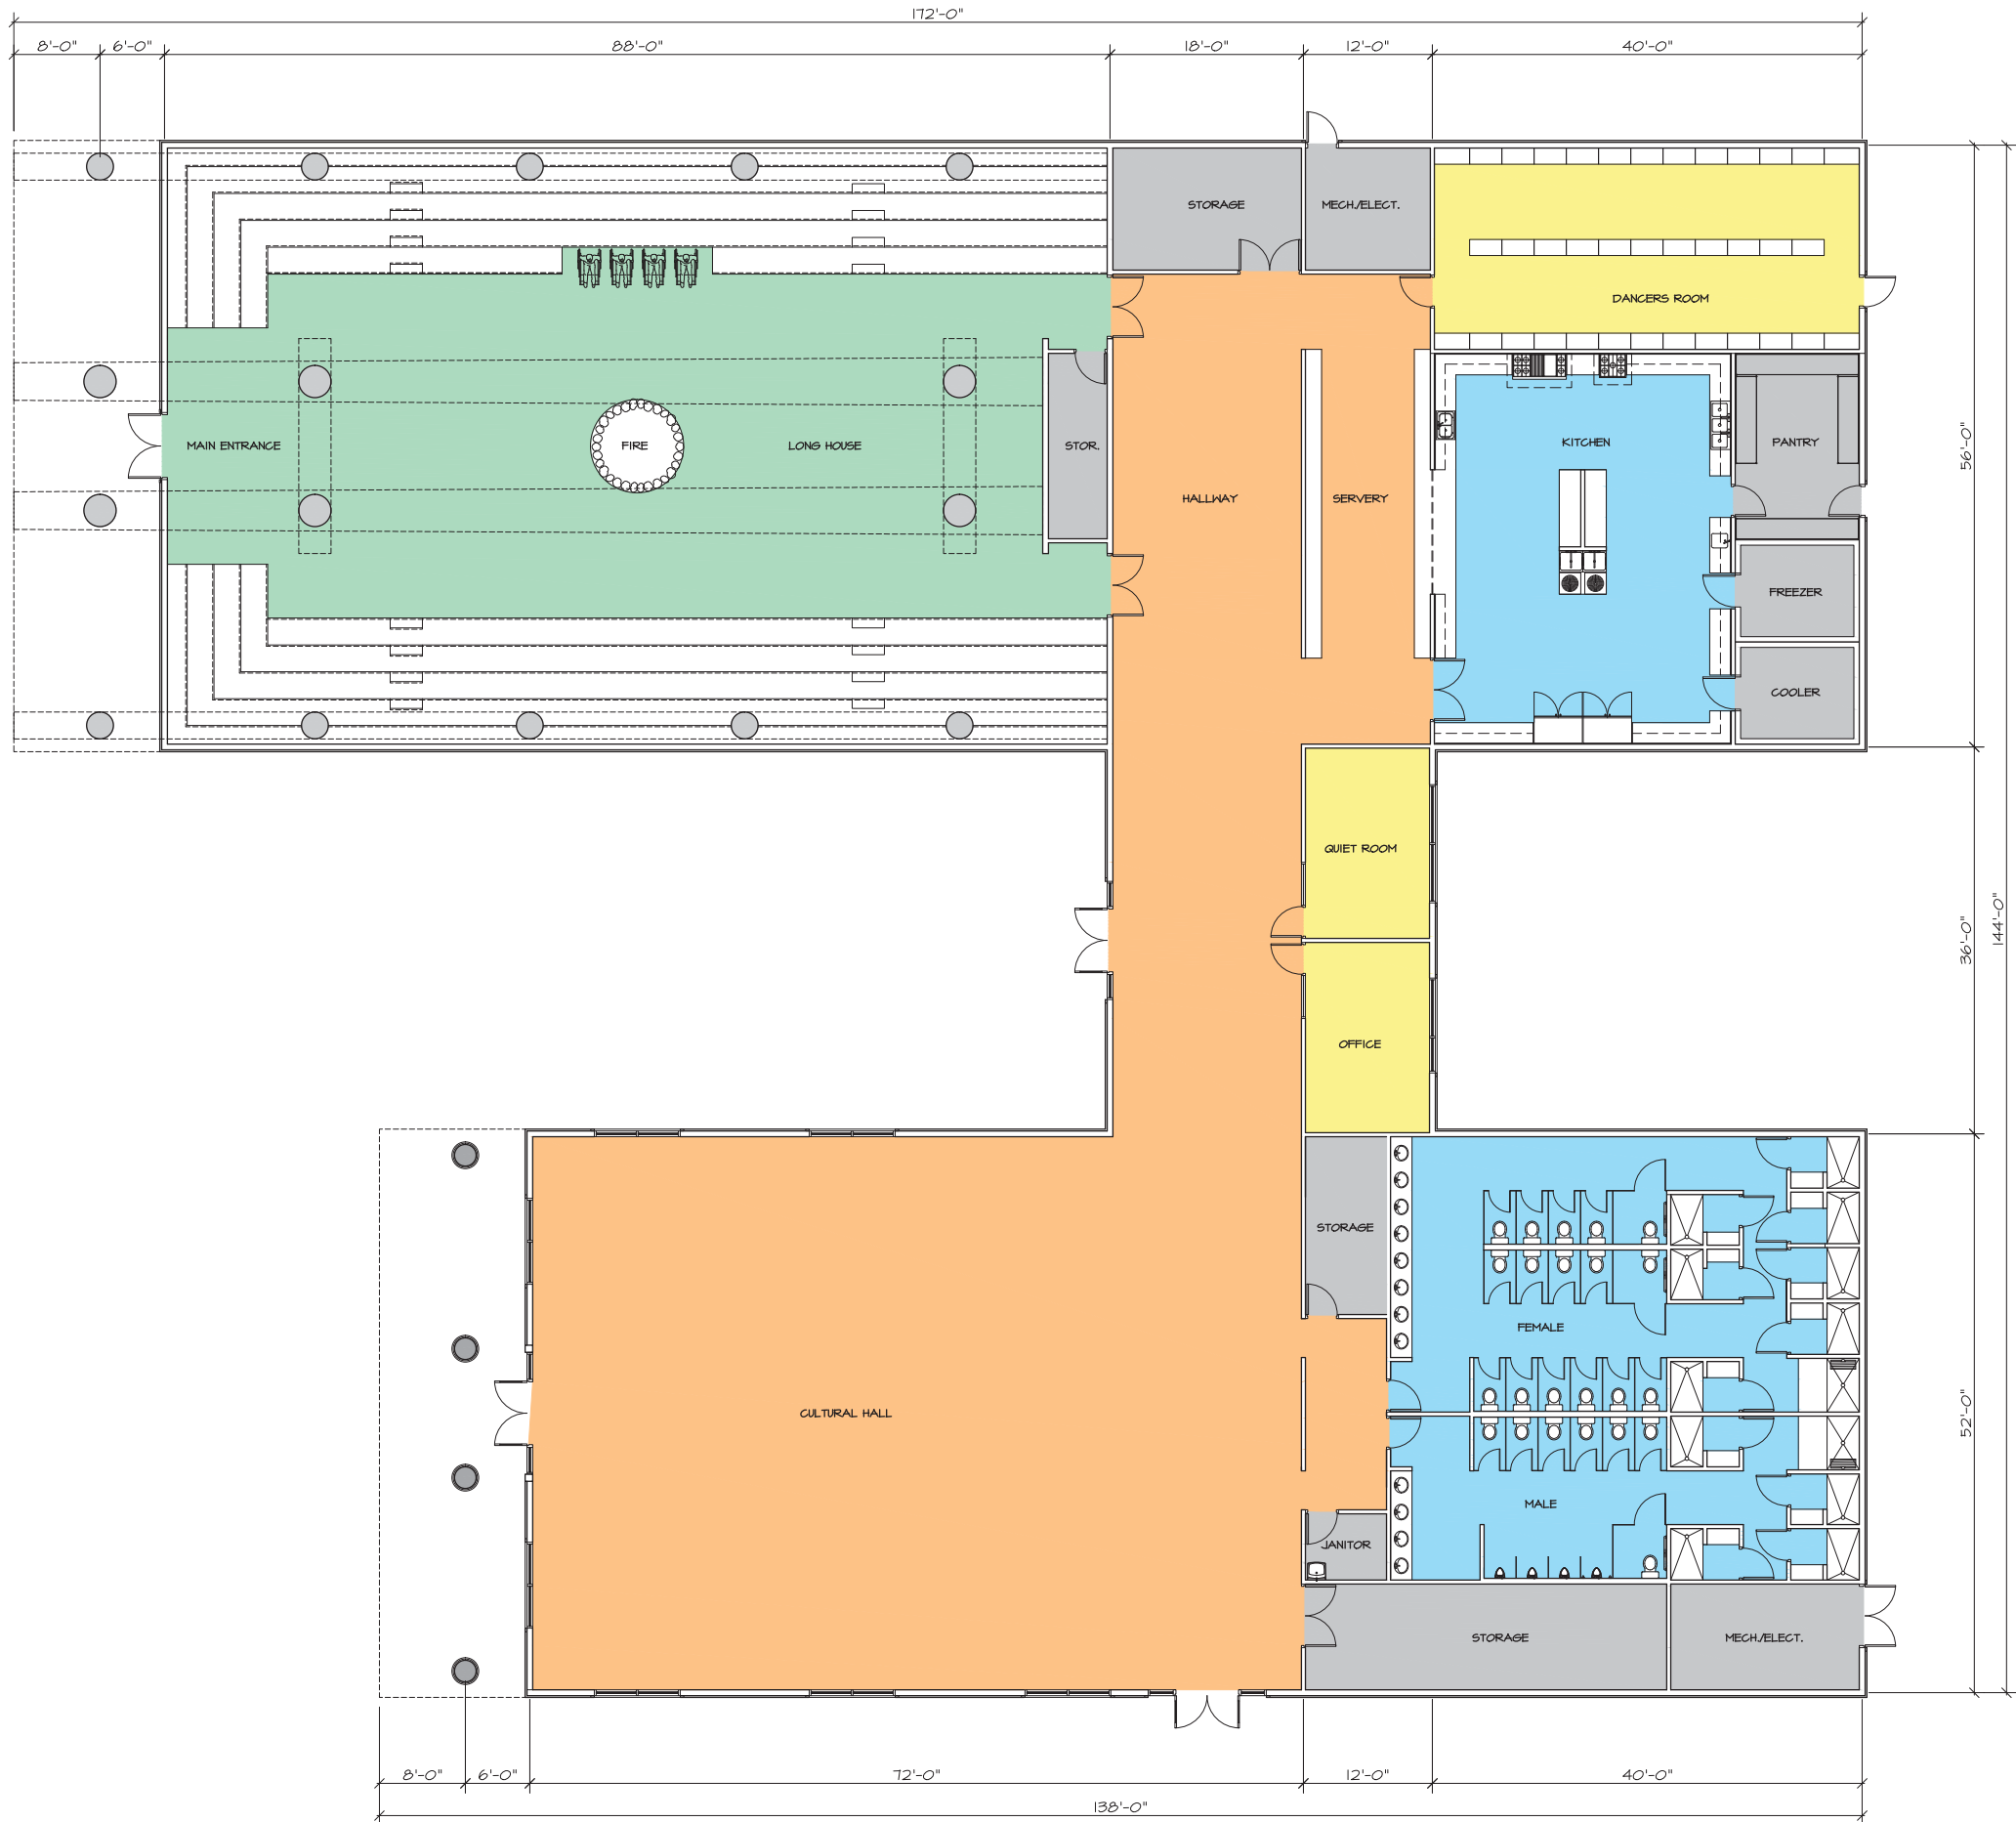 172'-0"
8'-0"
6'-0"
88'-0"
18'-0"
12'-0"
40'-0"
STORAGE
MECH./ELECT.
DANCERS ROOM
MAIN ENTRANCE
FIRE
LONG HOUSE
STOR.
HALLWAY
SERVERY
KITCHEN
PANTRY
FREEZER
COOLER
56'-0"
QUIET ROOM
OFFICE
36'-0"
144'-0"
STORAGE
FEMALE
CULTURAL HALL
MALE
JANITOR
52'-0"
STORAGE
MECH./ELECT.
8'-0"
6'-0"
72'-0"
12'-0"
40'-0"
138'-0"